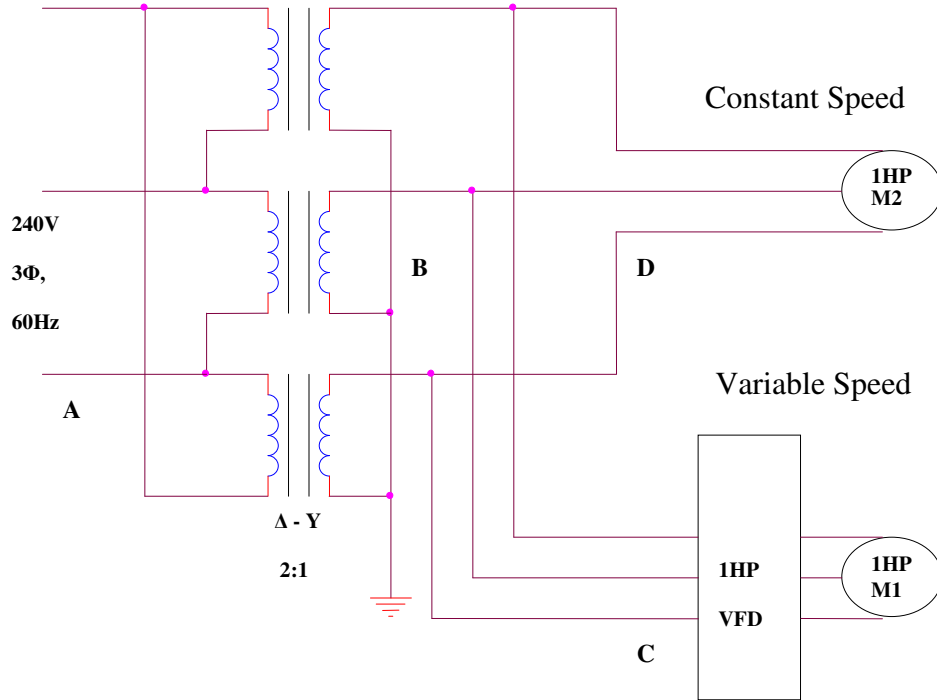 Constant Speed
1HP
M2
240V
3Φ,
60Hz
B
D
Variable Speed
A
Δ - Y
2:1
1HP
VFD
1HP
M1
C